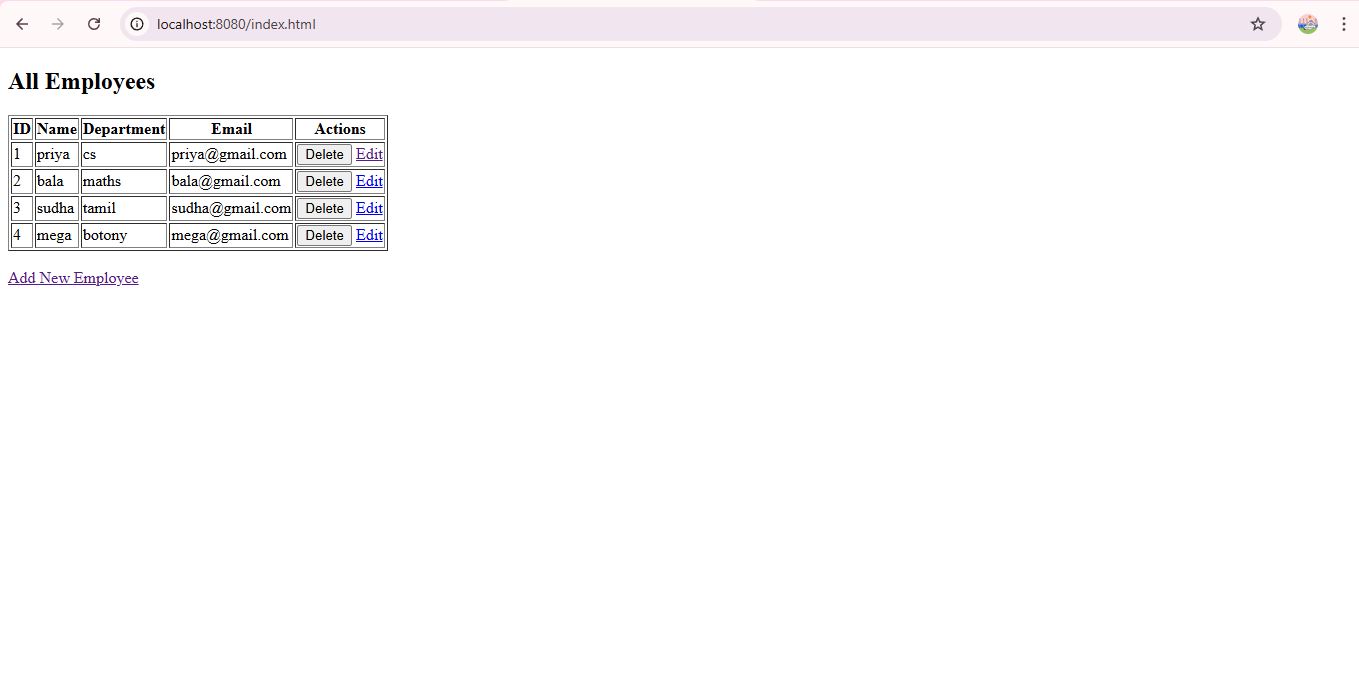 localhost:8080/index.html
All Employees
ID Name Department Email Actions
1 priya cs priya@gmail.com Delete Edit
2 bala maths bala@gmail.com Delete Edit
3 sudha tamil sudha@gmail.com Delete Edit
4 mega botony mega@gmail.com Delete Edit
Add New Employee